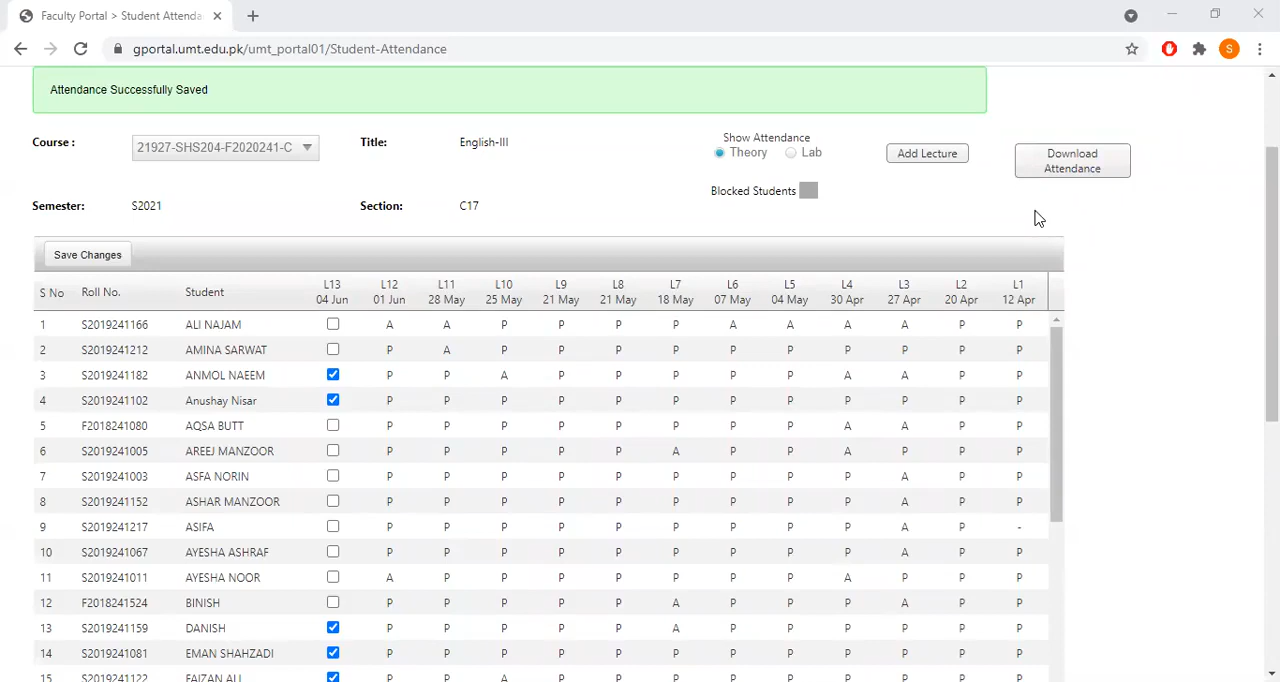 Faculty Portal > Student Attenda
gportal.umt.edu.pk/umt_portal01/Student-Attendance
S
Attendance Successfully Saved
Course : 21927-SHS204-F2020241-C Title: English-III Show Attendance Theory Lab Add Lecture Download Attendance
Blocked Students
Semester: S2021 Section: C17
Save Changes
S No Roll No. Student L13 04 Jun L12 01 Jun L11 28 May L10 25 May L9 21 May L8 21 May L7 18 May L6 07 May L5 04 May L4 30 Apr L3 27 Apr L2 20 Apr L1 12 Apr
1 S2019241166 ALI NAJAM A A P P P P A A A A P P
2 S2019241212 AMINA SARWAT P A P P P P P P P P P P
3 S2019241182 ANMOL NAEEM P P A P P P P P A A P P
4 S2019241102 Anushay Nisar P P P P P P P P P P P P
5 F2018241080 AQSA BUTT P P P P P P P P A A P P
6 S2019241005 AREEJ MANZOOR P P P P P A P P A P P P
7 S2019241003 ASFA NORIN P P P P P P P P P A P P
8 S2019241152 ASHAR MANZOOR P P P P P P P P P A P P
9 S2019241217 ASIFA P P P P P P P P P A P -
10 S2019241067 AYESHA ASHRAF P P P P P P P P P A P P
11 S2019241011 AYESHA NOOR A P P P P P P P A P P P
12 F2018241524 BINISH P P P P P A P P P A P P
13 S2019241159 DANISH P P P P P A P P P P P P
14 S2019241081 EMAN SHAHZADI P P P P P P P P P P P P
15 S2019241122 FAIZAN ALI P P A P P P P P P P P P